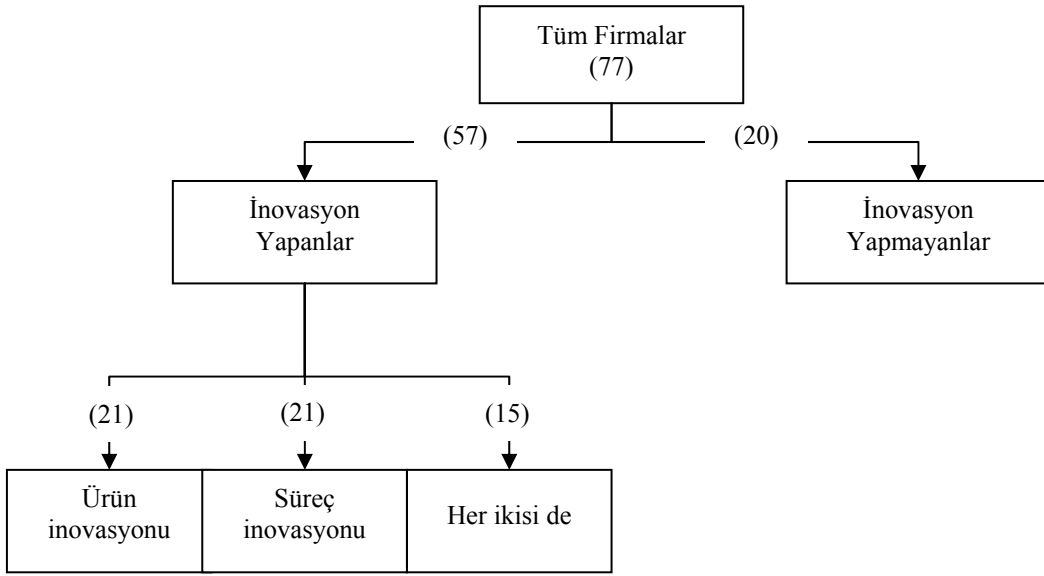 Tüm Firmalar
(77)
(57)
(20)
İnovasyon
Yapanlar
İnovasyon
Yapmayanlar
(21)
(21)
(15)
Ürün
inovasyonu
Süreç
inovasyonu
Her ikisi de